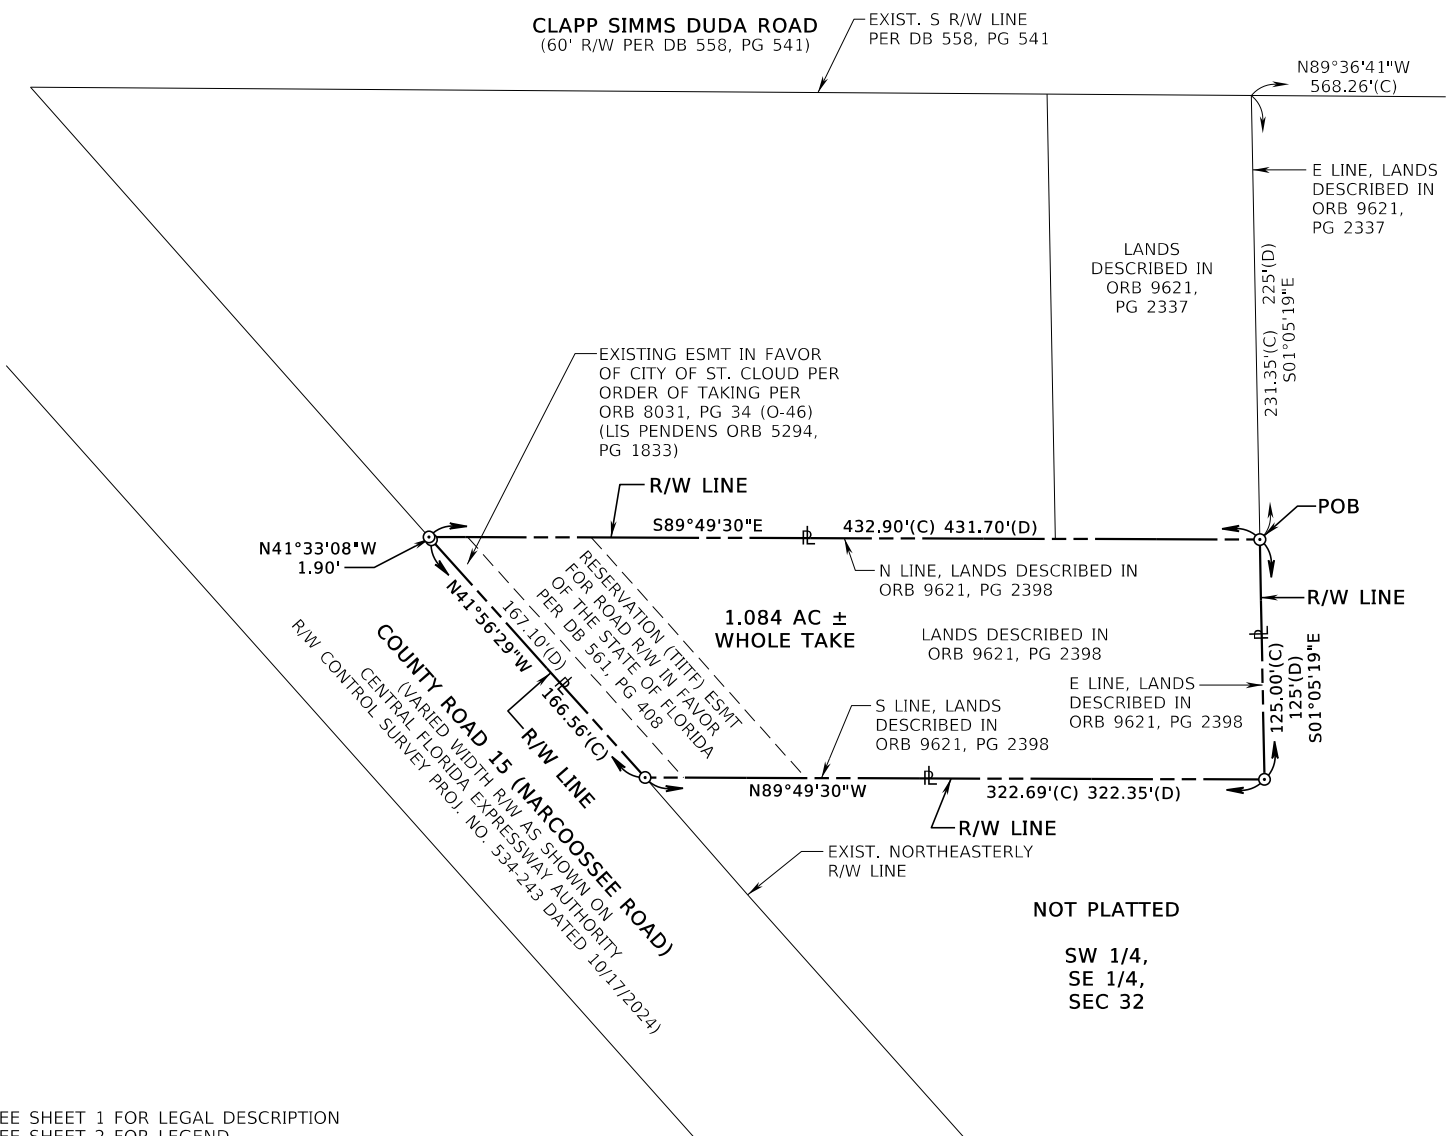 CLAPP SIMMS DUDA ROAD
(60' R/W PER DB 558, PG 541)
EXIST. S R/W LINE
PER DB 558, PG 541
N89°36'41"W
568.26'(C)
E LINE, LANDS
DESCRIBED IN
ORB 9621,
PG 2337
LANDS
DESCRIBED IN
ORB 9621,
PG 2337
231.35'(C) 225'(D)
S01°05'19"E
EXISTING ESMT IN FAVOR
OF CITY OF ST. CLOUD PER
ORDER OF TAKING PER
ORB 8031, PG 34 (O-46)
(LIS PENDENS ORB 5294,
PG 1833)
R/W LINE
S89°49'30"E
432.90'(C) 431.70'(D)
POB
N41°33'08"W
1.90'
N LINE, LANDS DESCRIBED IN
ORB 9621, PG 2398
R/W LINE
RESERVATION (TIITF) ESMT
FOR ROAD R/W IN FAVOR
OF THE STATE OF FLORIDA
PER DB 561, PG 408
167.10'(D)
N41°56'29"W 166.56'(C)
1.084 AC ±
WHOLE TAKE
LANDS DESCRIBED IN
ORB 9621, PG 2398
E LINE, LANDS
DESCRIBED IN
ORB 9621, PG 2398
125.00'(C)
125'(D)
S01°05'19"E
S LINE, LANDS
DESCRIBED IN
ORB 9621, PG 2398
R/W LINE
COUNTY ROAD 15 (NARCOOSSEE ROAD)
(VARIED WIDTH R/W AS SHOWN ON
CENTRAL FLORIDA EXPRESSWAY AUTHORITY
R/W CONTROL SURVEY PROJ. NO. 534-243 DATED 10/17/2024)
N89°49'30"W
322.69'(C) 322.35'(D)
R/W LINE
EXIST. NORTHEASTERLY
R/W LINE
NOT PLATTED
SW 1/4,
SE 1/4,
SEC 32
EE SHEET 1 FOR LEGAL DESCRIPTION
EE SHEET 2 FOR LEGEND